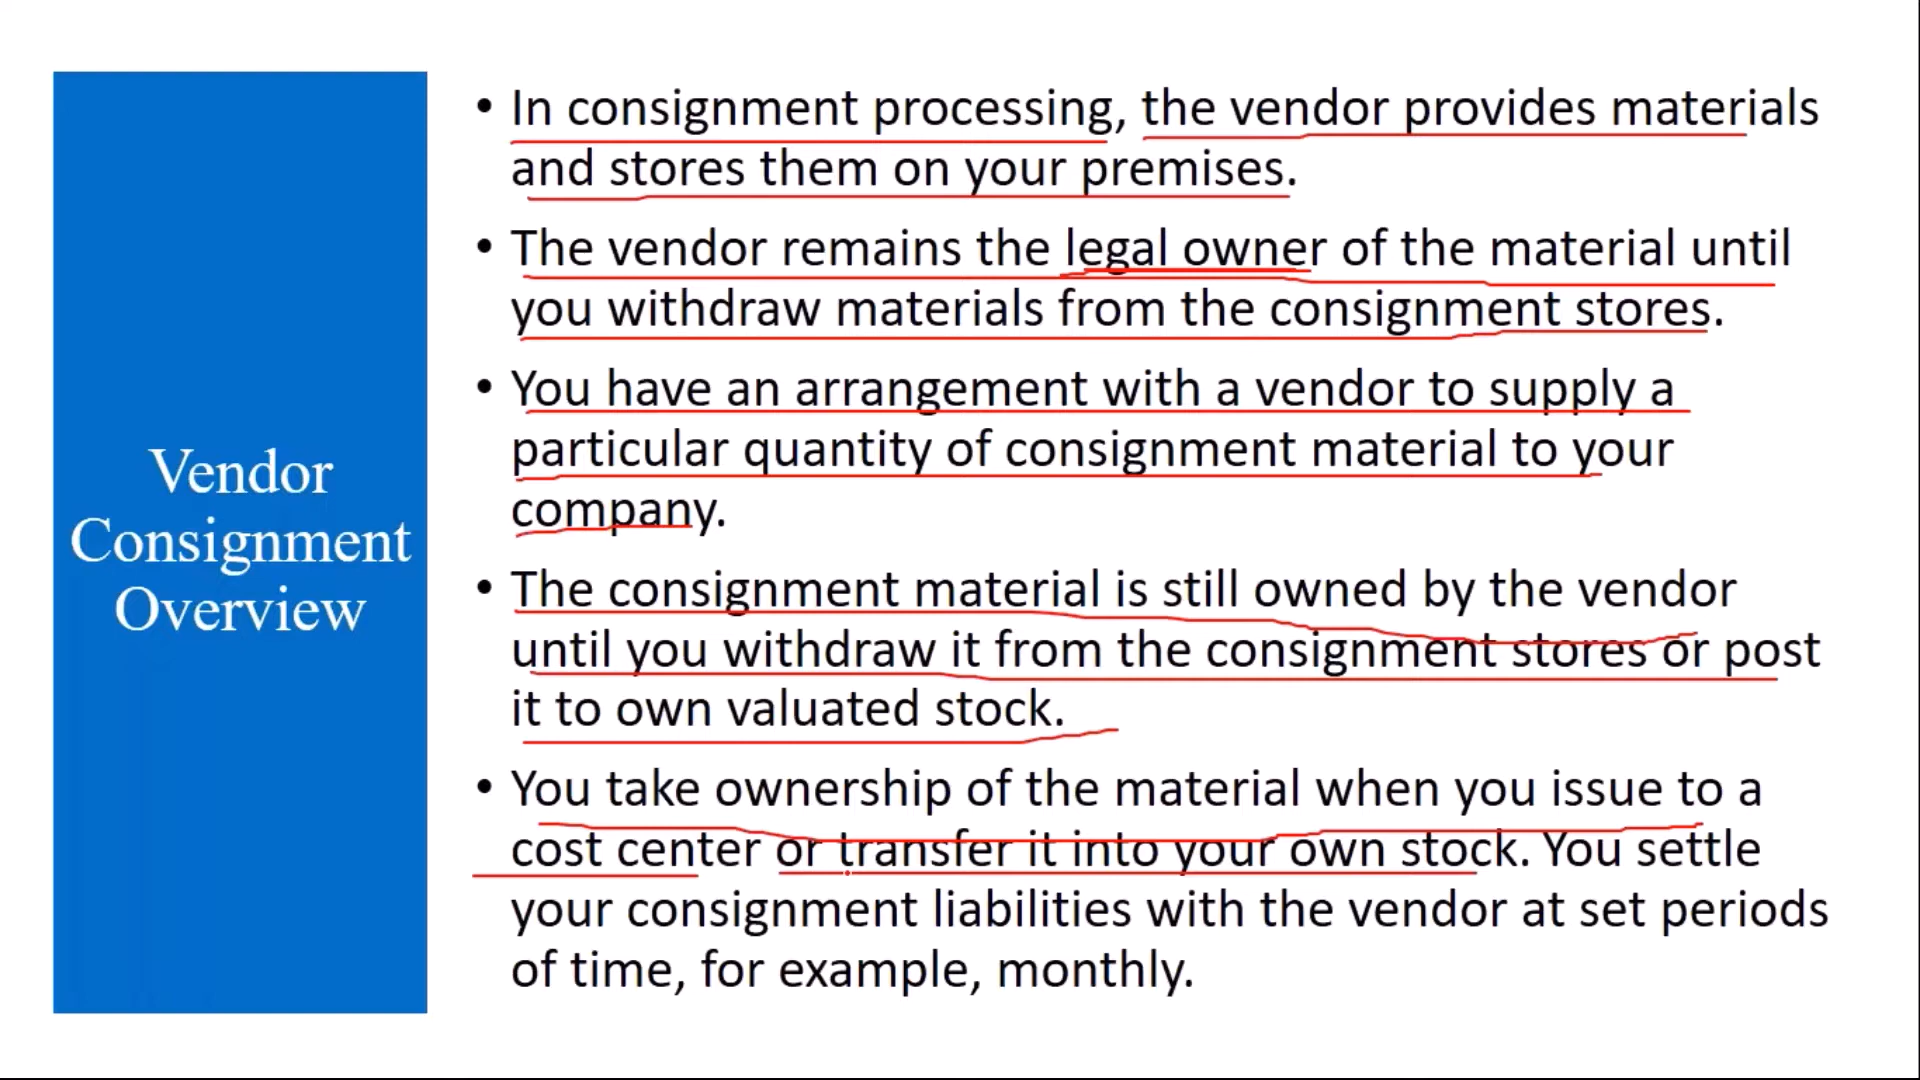 Vendor
Consignment
Overview
• In consignment processing, the vendor provides materials
and stores them on your premises.
• The vendor remains the legal owner of the material until
you withdraw materials from the consignment stores.
• You have an arrangement with a vendor to supply a
particular quantity of consignment material to your
company.
• The consignment material is still owned by the vendor
until you withdraw it from the consignment stores or post
it to own valuated stock.
• You take ownership of the material when you issue to a
cost center or transfer it into your own stock. You settle
your consignment liabilities with the vendor at set periods
of time, for example, monthly.